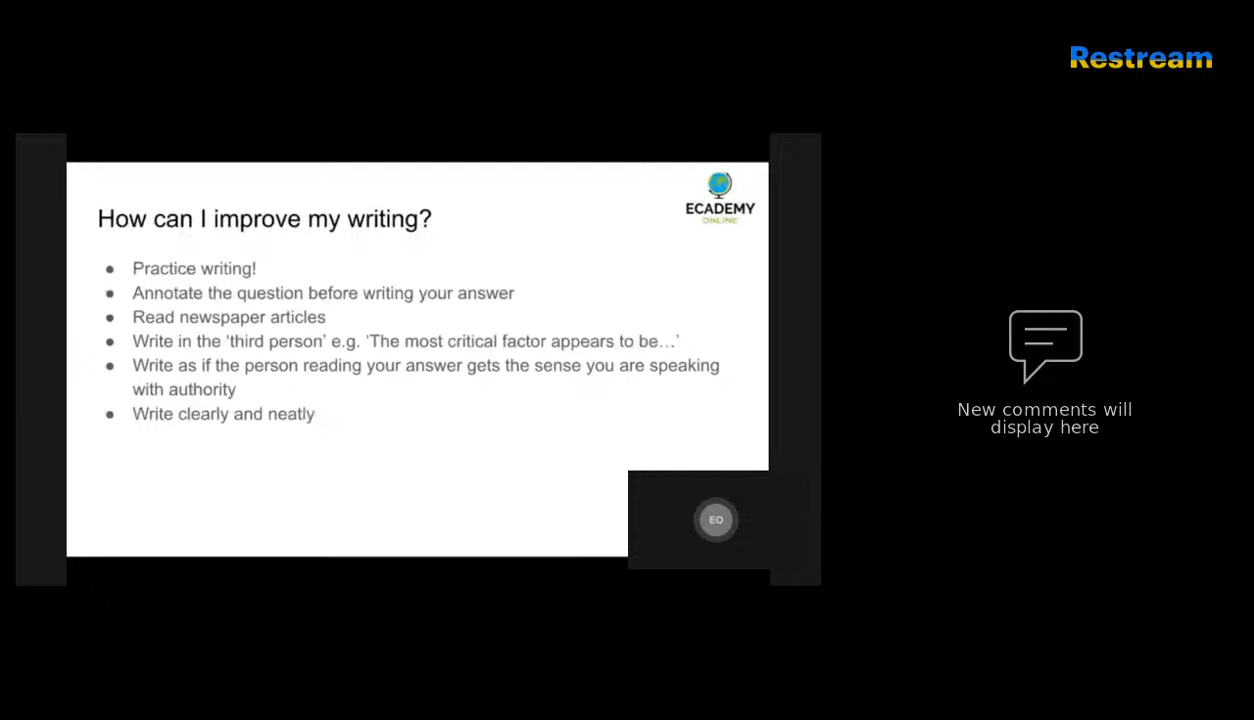 Restream
ECADEMY
ONLINE
How can I improve my writing?
● Practice writing!
● Annotate the question before writing your answer
● Read newspaper articles
● Write in the ‘third person’ e.g. ‘The most critical factor appears to be…’
● Write as if the person reading your answer gets the sense you are speaking
with authority
● Write clearly and neatly
EO
New comments will
display here